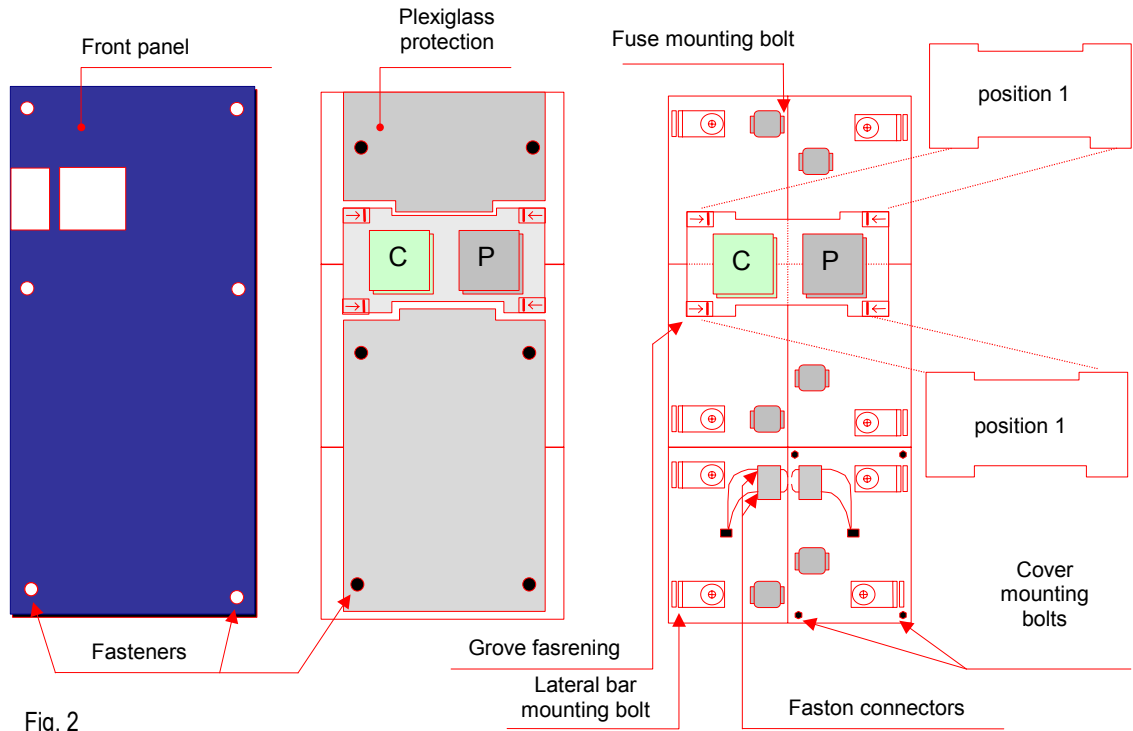 Front panel
Plexiglass
protection
Fuse mounting bolt
position 1
C
P
C
P
position 1
Cover
mounting
bolts
Fasteners
Grove fasrening
Lateral bar
mounting bolt
Faston connectors
Fig. 2